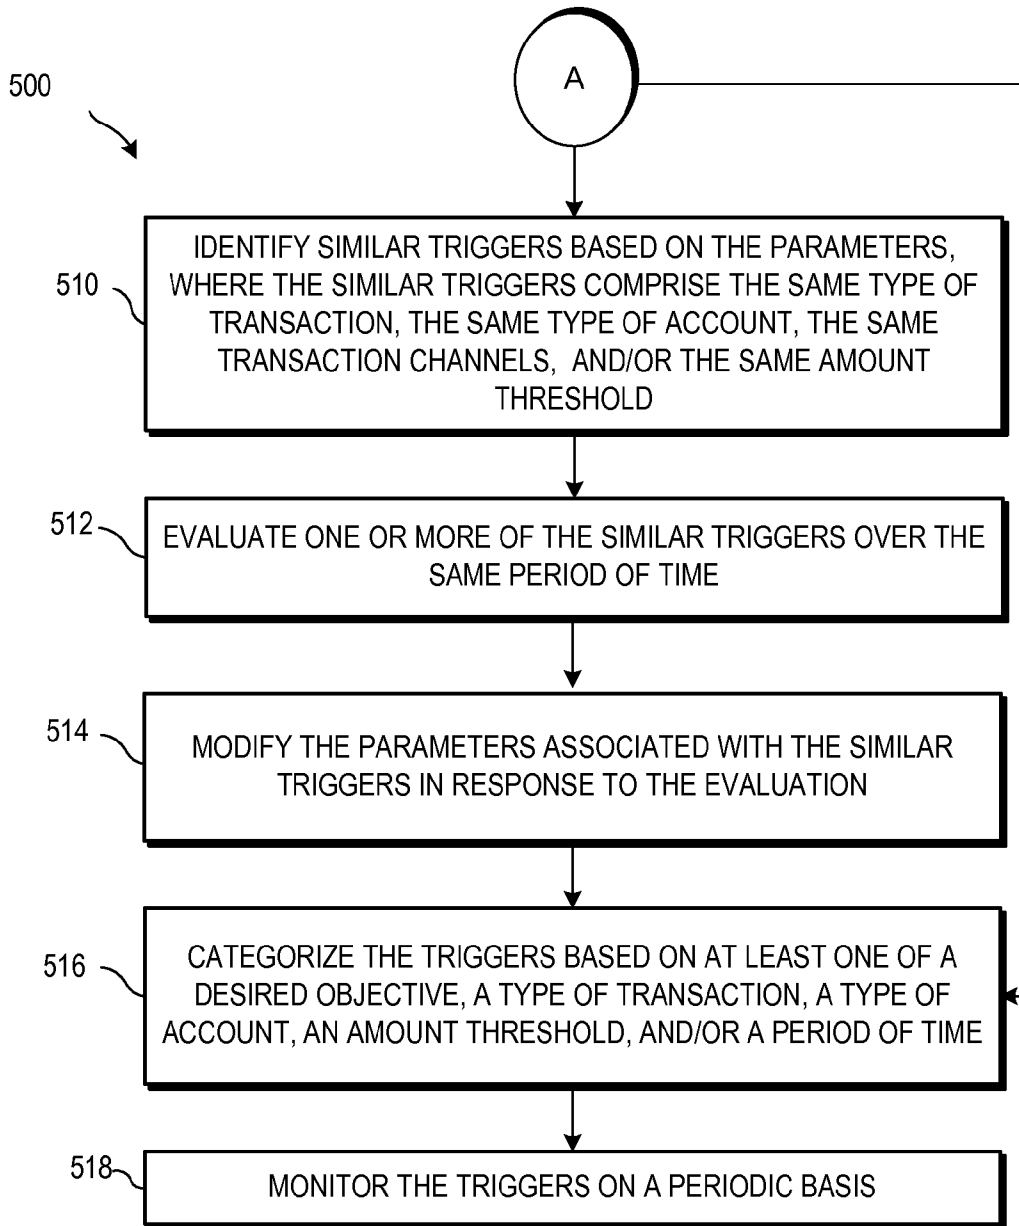 A
500
510
IDENTIFY SIMILAR TRIGGERS BASED ON THE PARAMETERS,
WHERE THE SIMILAR TRIGGERS COMPRISE THE SAME TYPE OF
TRANSACTION, THE SAME TYPE OF ACCOUNT, THE SAME
TRANSACTION CHANNELS, AND/OR THE SAME AMOUNT
THRESHOLD
512
EVALUATE ONE OR MORE OF THE SIMILAR TRIGGERS OVER THE
SAME PERIOD OF TIME
514
MODIFY THE PARAMETERS ASSOCIATED WITH THE SIMILAR
TRIGGERS IN RESPONSE TO THE EVALUATION
516
CATEGORIZE THE TRIGGERS BASED ON AT LEAST ONE OF A
DESIRED OBJECTIVE, A TYPE OF TRANSACTION, A TYPE OF
ACCOUNT, AN AMOUNT THRESHOLD, AND/OR A PERIOD OF TIME
518
MONITOR THE TRIGGERS ON A PERIODIC BASIS